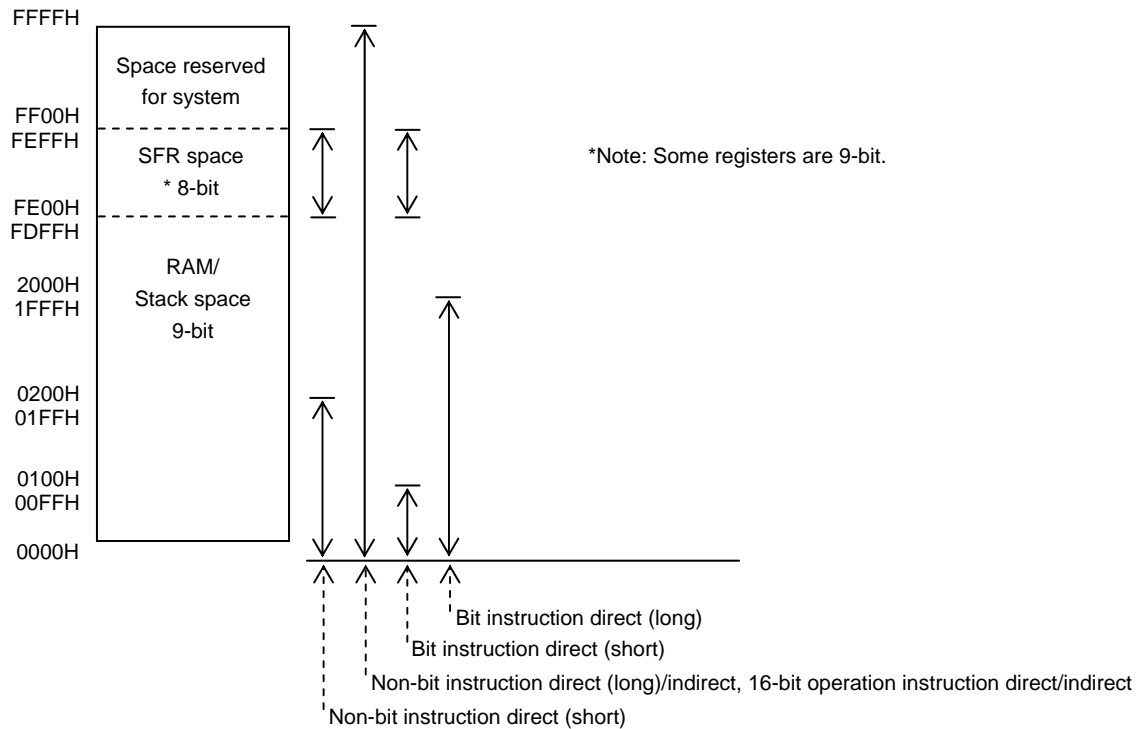 FFFFH
Space reserved
for system
FF00H
FEFFH
SFR space
* 8-bit
*Note: Some registers are 9-bit.
FE00H
FDFFH
RAM/
Stack space
9-bit
2000H
1FFFH
0200H
01FFH
0100H
00FFH
0000H
Bit instruction direct (long)
Bit instruction direct (short)
Non-bit instruction direct (long)/indirect, 16-bit operation instruction direct/indirect
Non-bit instruction direct (short)